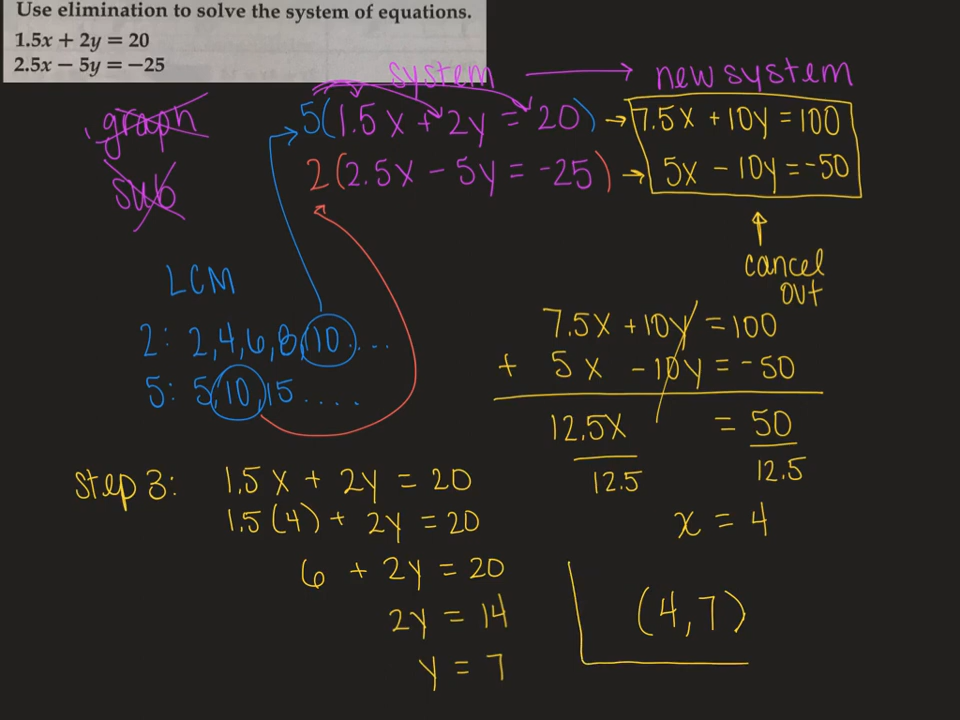 Use elimination to solve the system of equations.
1.5x + 2y = 20
2.5x − 5y = −25
system → new system
graph
5(1.5x + 2y = 20) → 7.5x + 10y = 100
sub
2(2.5x − 5y = -25) → 5x − 10y = -50
cancel
out
LCM
2: 2,4,6,8,10....
5: 5,10,15....
7.5x + 10y = 100
+ 5x - 10y = -50
12.5x = 50
12.5 12.5
x = 4
Step 3: 1.5x + 2y = 20
1.5(4) + 2y = 20
6 + 2y = 20
2y = 14
y = 7
(4,7)